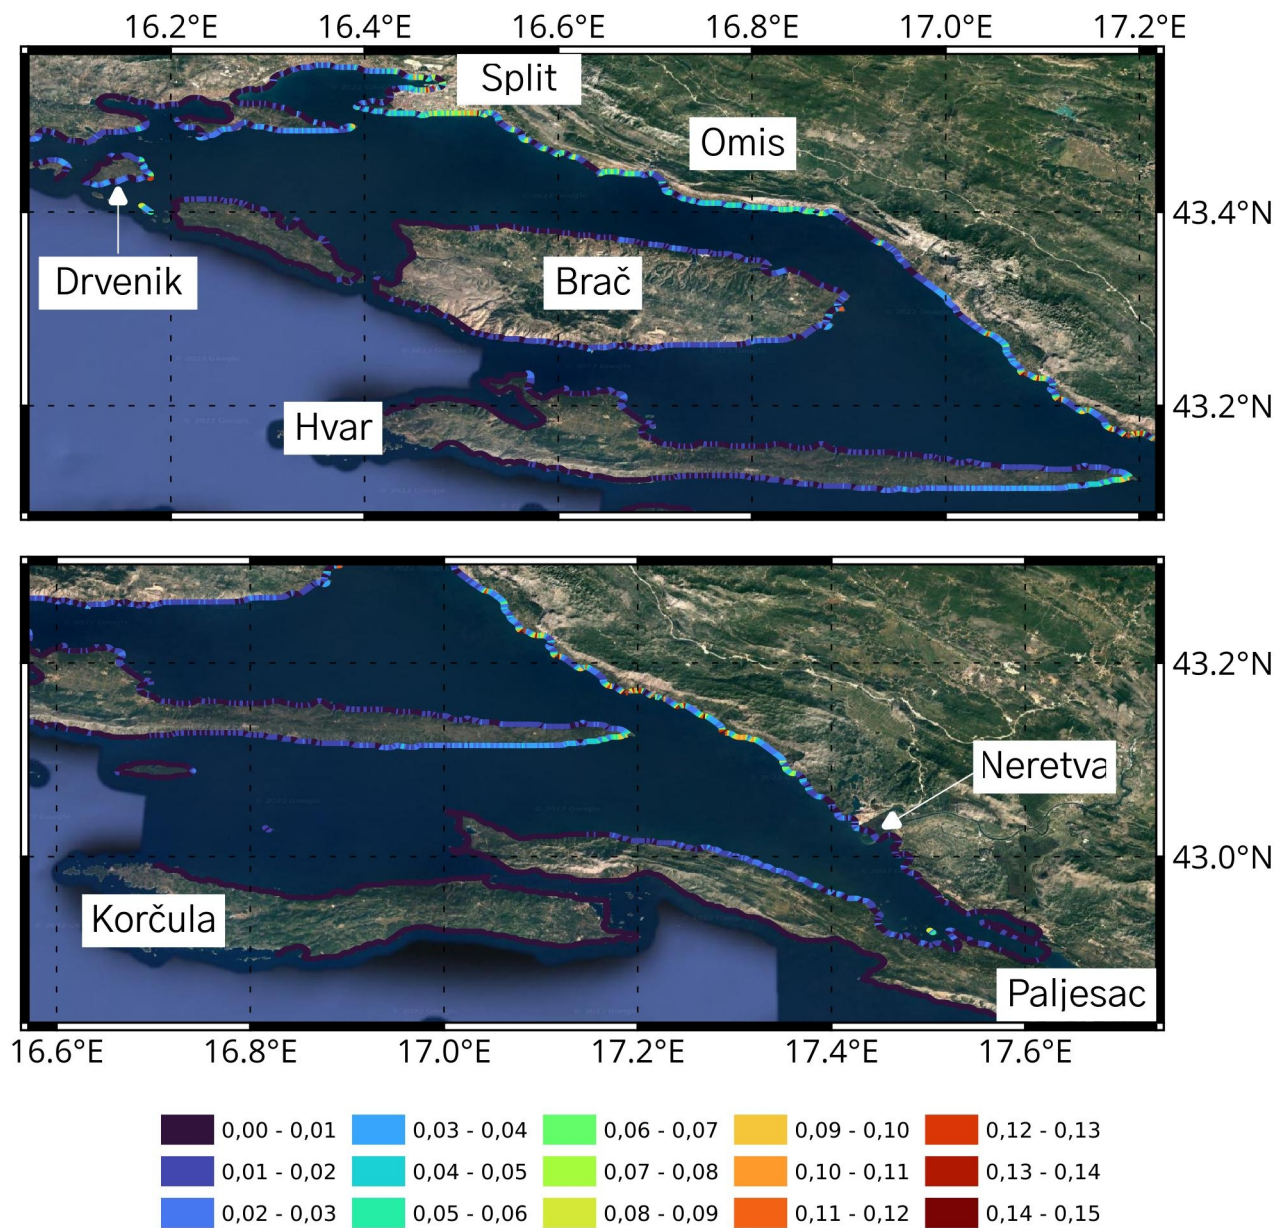 16.2°E 16.4°E 16.6°E 16.8°E 17.0°E 17.2°E
Split
Omis
43.4°N
Drvenik
Brač
43.2°N
Hvar
43.2°N
Neretva
43.0°N
Korčula
Paljesac
16.6°E 16.8°E 17.0°E 17.2°E 17.4°E 17.6°E
0,00 - 0,01 0,03 - 0,04 0,06 - 0,07 0,09 - 0,10 0,12 - 0,13
0,01 - 0,02 0,04 - 0,05 0,07 - 0,08 0,10 - 0,11 0,13 - 0,14
0,02 - 0,03 0,05 - 0,06 0,08 - 0,09 0,11 - 0,12 0,14 - 0,15